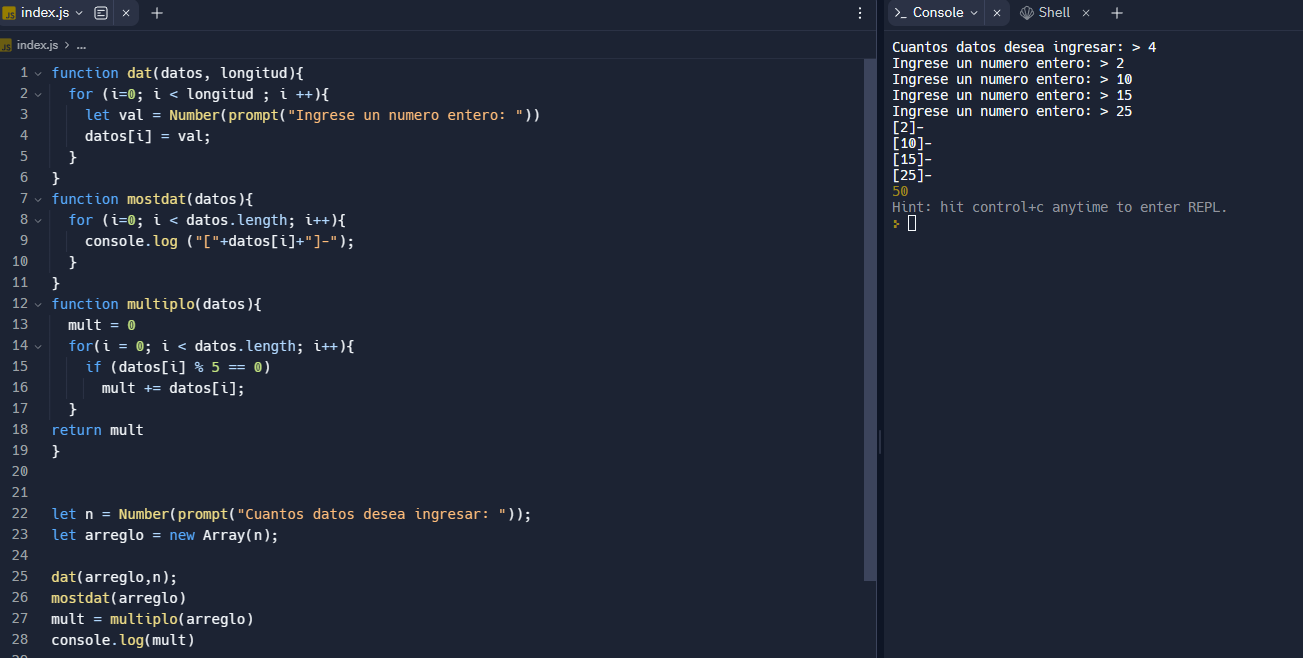 index.js
index.js > ...
1 function dat(datos, longitud){
2 for (i=0; i < longitud ; i ++){
3 let val = Number(prompt("Ingrese un numero entero: "))
4 datos[i] = val;
5 }
6 }
7 function mostdat(datos){
8 for (i=0; i < datos.length; i++){
9 console.log ("["+datos[i]+"]-");
10 }
11 }
12 function multiplo(datos){
13 mult = 0
14 for(i = 0; i < datos.length; i++){
15 if (datos[i] % 5 == 0)
16 mult += datos[i];
17 }
18 return mult
19 }
20
21
22 let n = Number(prompt("Cuantos datos desea ingresar: "));
23 let arreglo = new Array(n);
24
25 dat(arreglo,n);
26 mostdat(arreglo)
27 mult = multiplo(arreglo)
28 console.log(mult)
Console Shell
Cuantos datos desea ingresar: > 4
Ingrese un numero entero: > 2
Ingrese un numero entero: > 10
Ingrese un numero entero: > 15
Ingrese un numero entero: > 25
[2]-
[10]-
[15]-
[25]-
50
Hint: hit control+c anytime to enter REPL.